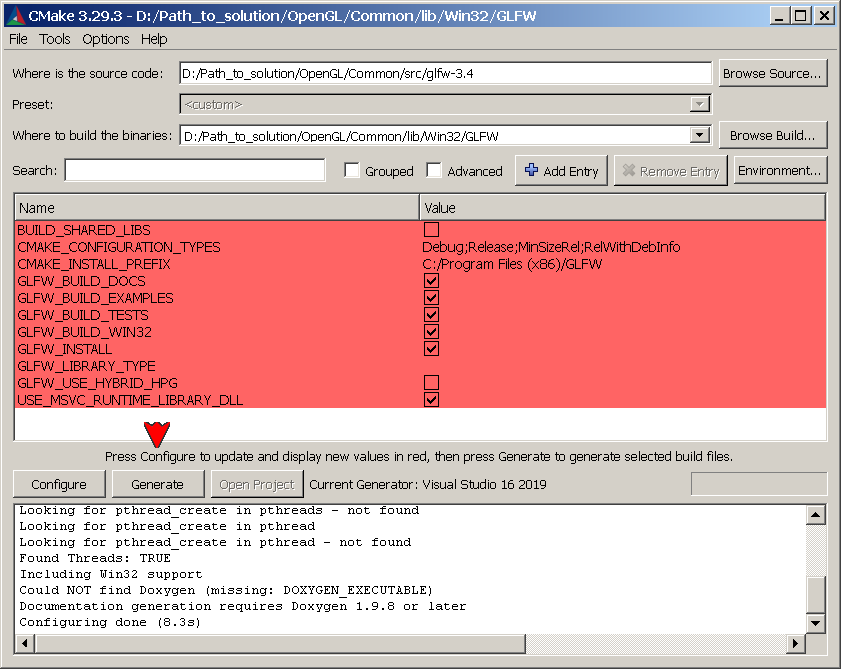 CMake 3.29.3 - D:/Path_to_solution/OpenGL/Common/lib/Win32/GLFW
File Tools Options Help
Where is the source code: D:/Path_to_solution/OpenGL/Common/src/glfw-3.4 Browse Source...
Preset: <custom>
Where to build the binaries: D:/Path_to_solution/OpenGL/Common/lib/Win32/GLFW Browse Build...
Search: Grouped Advanced Add Entry Remove Entry Environment...
Name Value
BUILD_SHARED_LIBS
CMAKE_CONFIGURATION_TYPES Debug;Release;MinSizeRel;RelWithDebInfo
CMAKE_INSTALL_PREFIX C:/Program Files (x86)/GLFW
GLFW_BUILD_DOCS
GLFW_BUILD_EXAMPLES
GLFW_BUILD_TESTS
GLFW_BUILD_WIN32
GLFW_INSTALL
GLFW_LIBRARY_TYPE
GLFW_USE_HYBRID_HPG
USE_MSVC_RUNTIME_LIBRARY_DLL
Press Configure to update and display new values in red, then press Generate to generate selected build files.
Configure Generate Open Project Current Generator: Visual Studio 16 2019
Looking for pthread_create in pthreads - not found
Looking for pthread_create in pthread
Looking for pthread_create in pthread - not found
Found Threads: TRUE
Including Win32 support
Could NOT find Doxygen (missing: DOXYGEN_EXECUTABLE)
Documentation generation requires Doxygen 1.9.8 or later
Configuring done (8.3s)